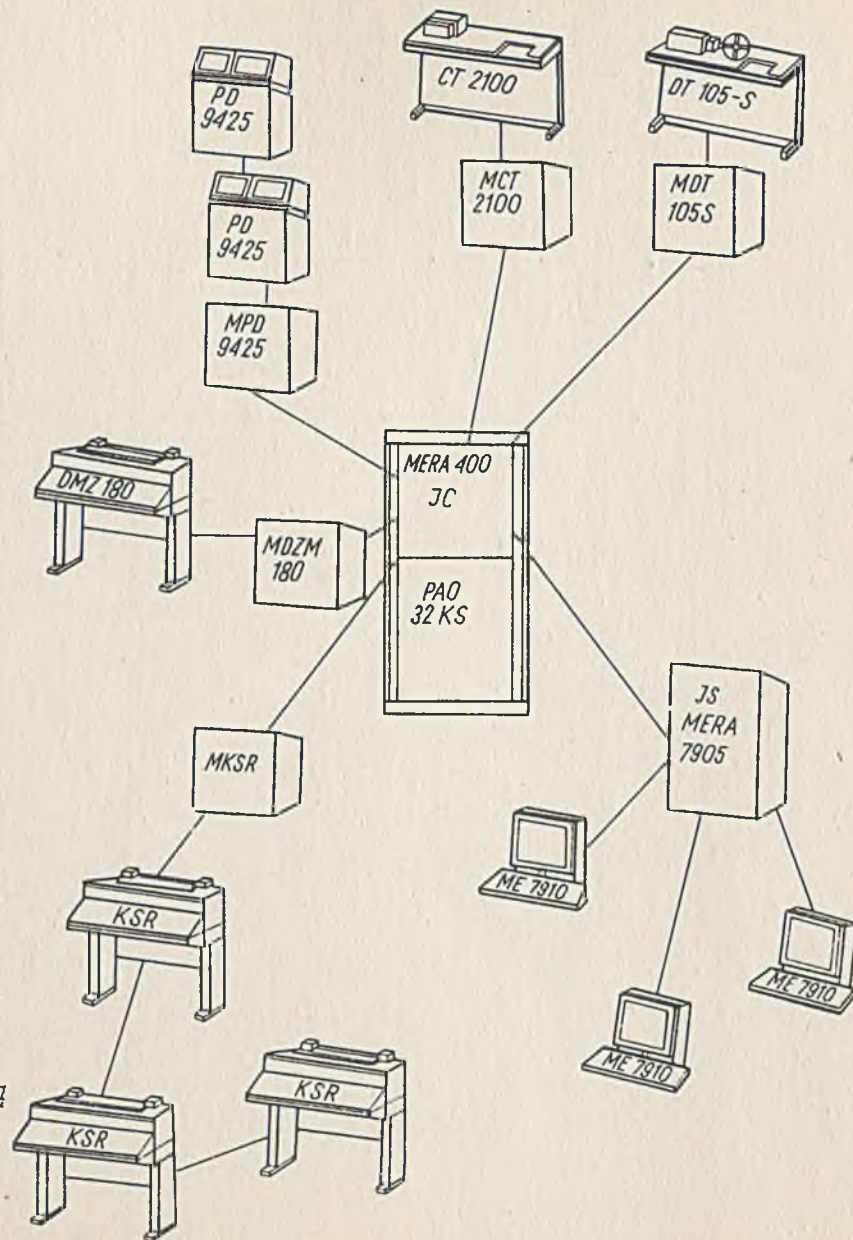 PD
9425
CT 2100
DT 105-S
PD
9425
MCT
2100
MDT
105S
MPD
9425
MERA 400
JC
DMZ 180
MDZM
180
PAO
32 KS
JS
MERA
7905
MKSR
ME 7910
KSR
ME 7910
ME 7910
KSR
KSR